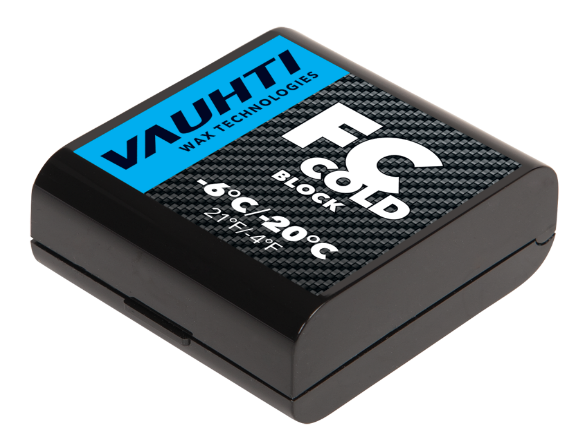 VAUHTI
WAX TECHNOLOGIES
FC
COLD
BLOCK
-6°C/-20°C
21°F/-4°F